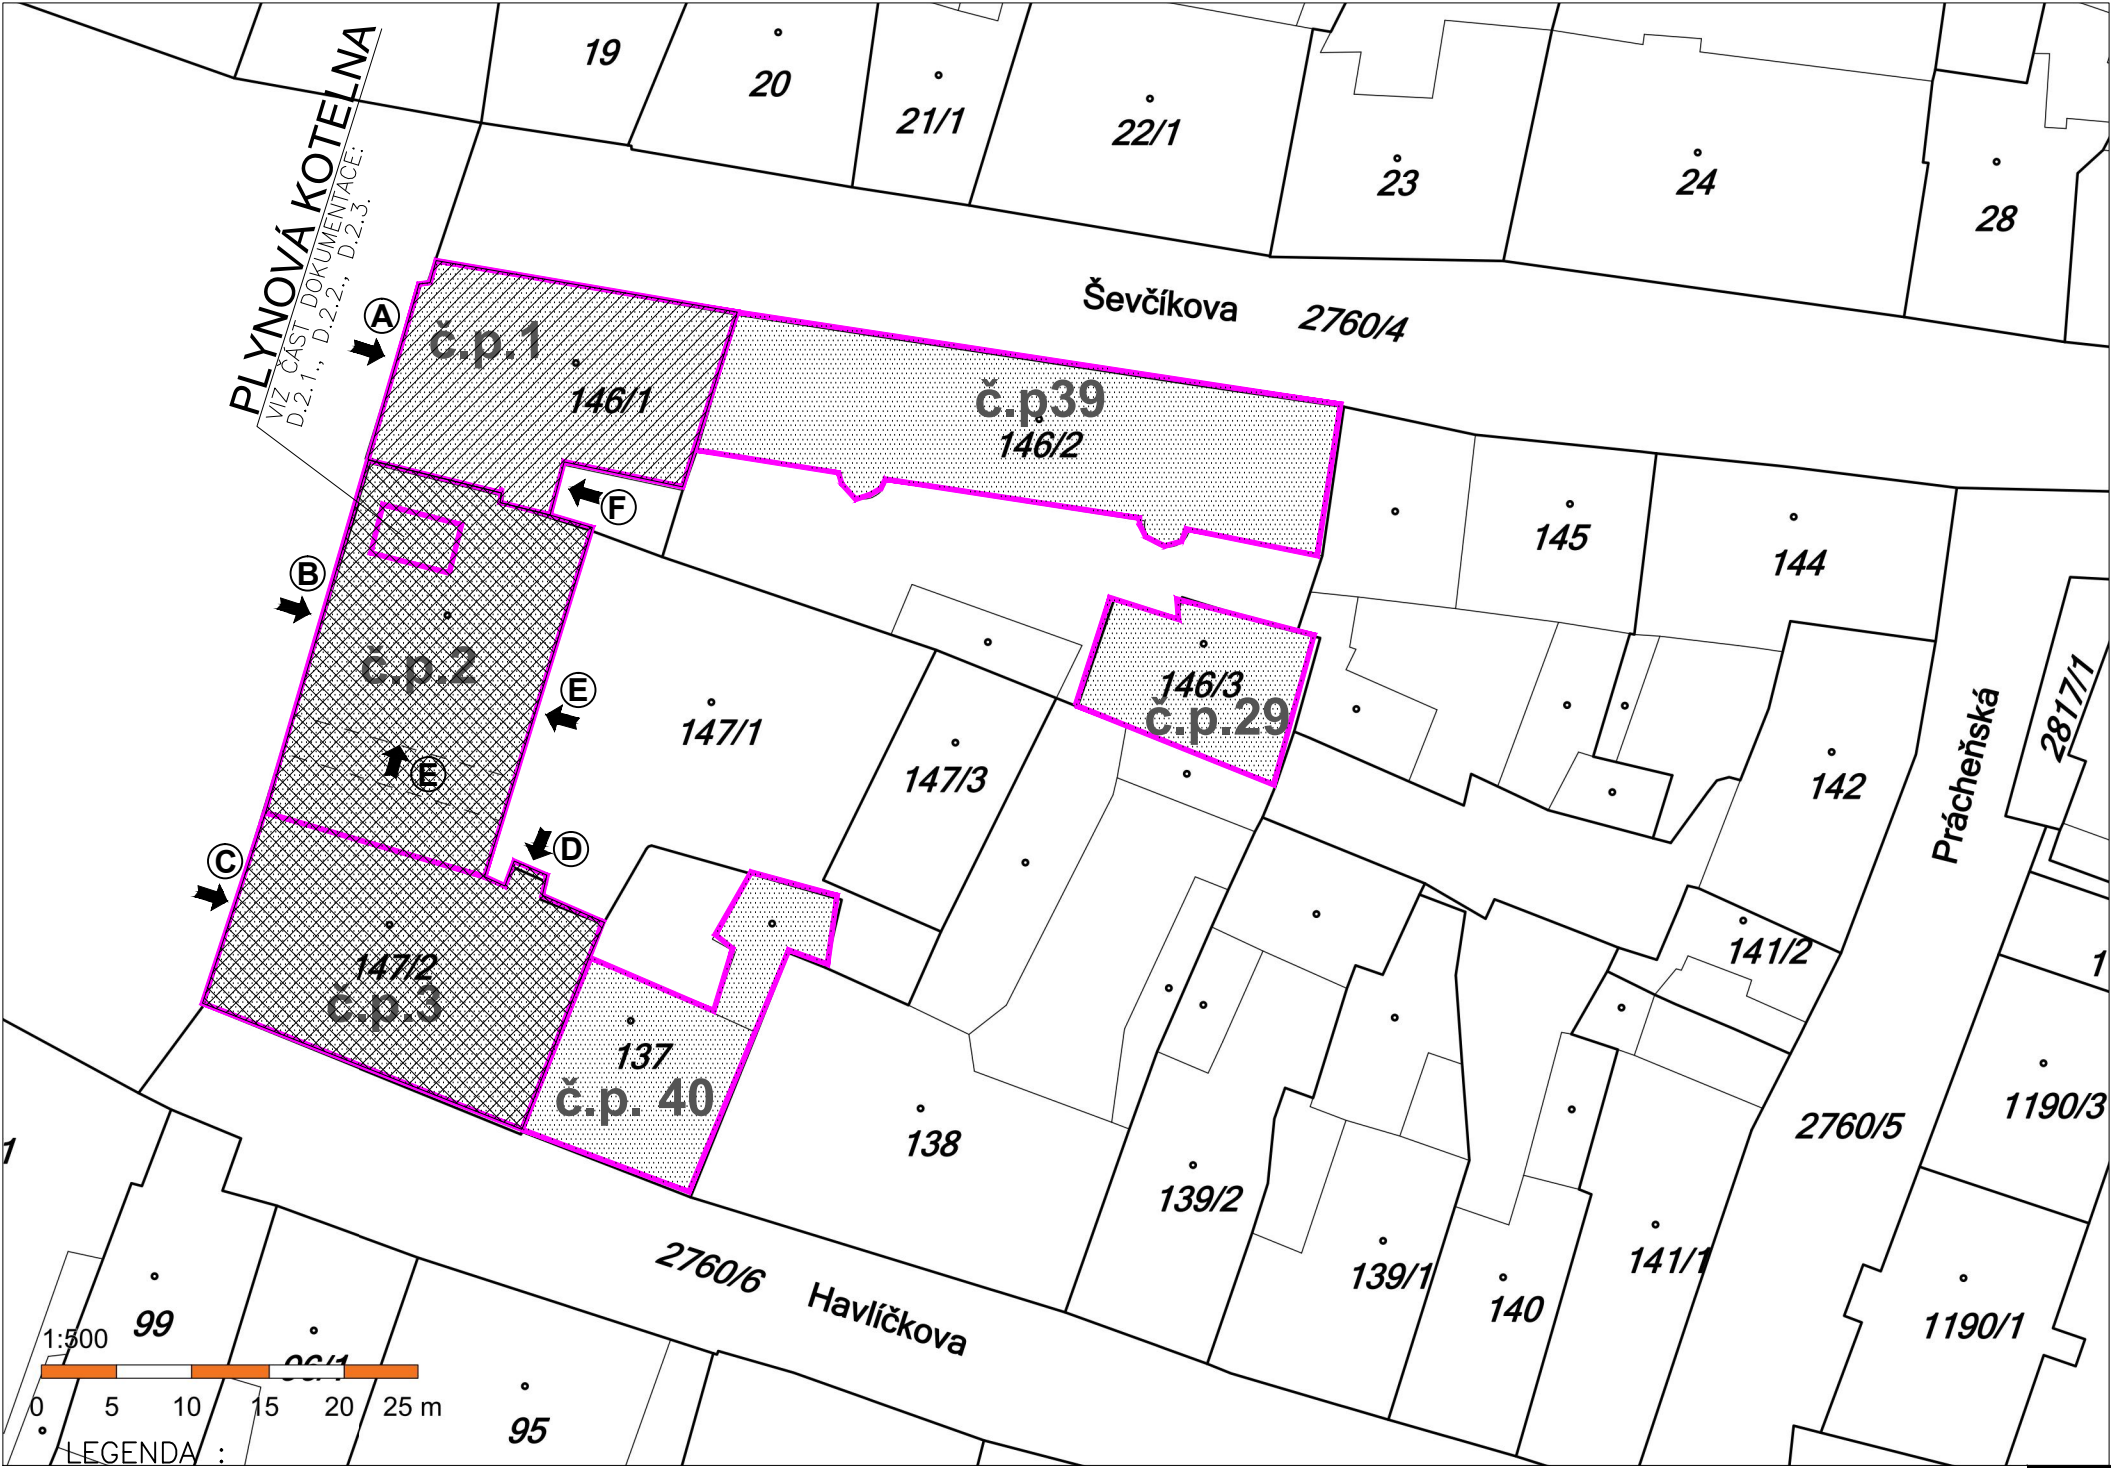 19
20
21/1
22/1
23
24
28
PLYNOVÁ KOTELNA
VIZ ČÁST DOKUMENTACE:
D.2.1., D.2.2., D.2.3.
Ševčíkova 2760/4
A
č.p.1
146/1
č.p39
146/2
F
145
144
B
č.p.2
E
E
147/1
147/3
146/3
č.p.29
142
Prácheňská
2817/1
C
D
147/2
č.p.3
137
č.p. 40
138
139/2
139/1
140
141/1
141/2
2760/5
1
1190/3
1190/1
1
2760/6 Havlíčkova
99
96/1
95
1:500
0 5 10 15 20 25 m
LEGENDA :